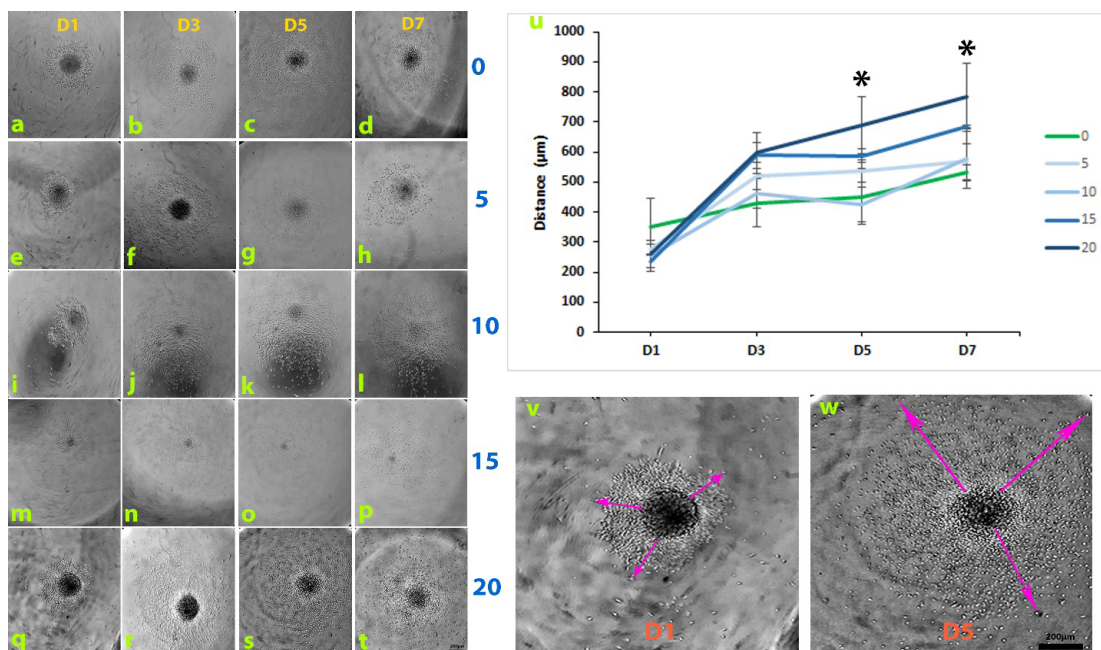 D1 D3 D5 D7
a b c d 0
e f g h 5
i j k l 10
m n o p 15
q r s t 20
200µm
u
1000
900
800
700
600
500
400
300
200
100
0
Distance (µm)
D1 D3 D5 D7
* *
0
5
10
15
20
v w
D1 D5
200µm